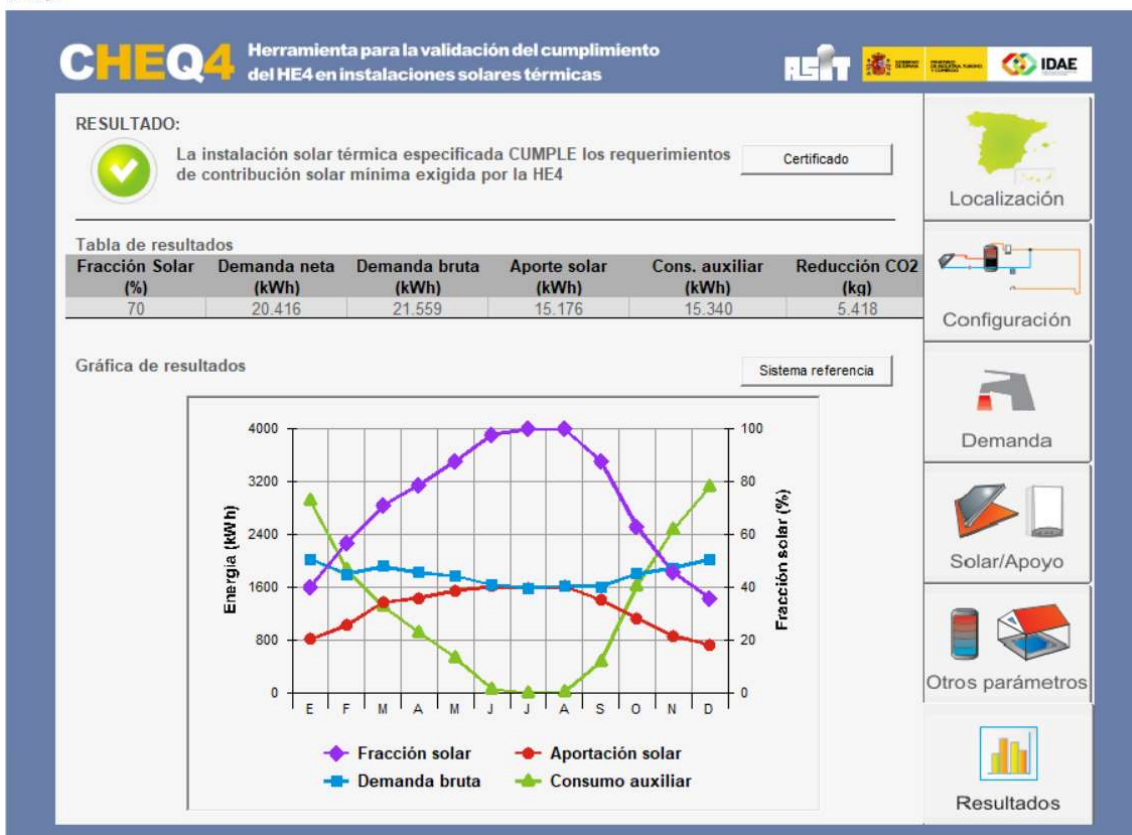 CHEQ4
Herramienta para la validación del cumplimiento
del HE4 en instalaciones solares térmicas
ASIT
IDAE
RESULTADO:
La instalación solar térmica especificada CUMPLE los requerimientos
de contribución solar mínima exigida por la HE4
Certificado
Tabla de resultados
Fracción Solar (%) Demanda neta (kWh) Demanda bruta (kWh) Aporte solar (kWh) Cons. auxiliar (kWh) Reducción CO2 (kg)
70 20.416 21.559 15.176 15.340 5.418
Gráfica de resultados
Sistema referencia
4000
3200
2400
1600
800
0
Energia (kWh)
100
80
60
40
20
0
Fracción solar (%)
E F M A M J J A S O N D
Fracción solar Aportación solar
Demanda bruta Consumo auxiliar
Localización
Configuración
Demanda
Solar/Apoyo
Otros parámetros
Resultados